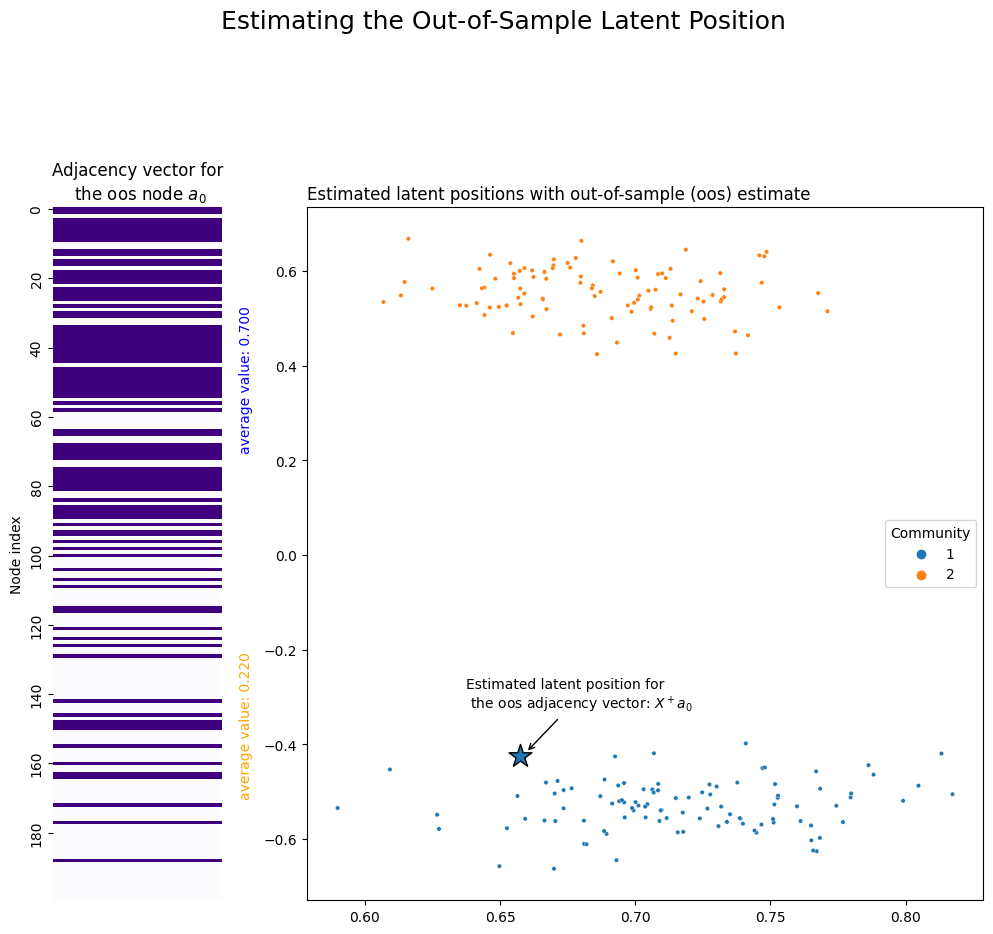 Estimating the Out-of-Sample Latent Position
Adjacency vector for
the oos node a₀
Node index
0
20
40
60
80
100
120
140
160
180
average value: 0.700
average value: 0.220
Estimated latent positions with out-of-sample (oos) estimate
0.6
0.4
0.2
0.0
−0.2
−0.4
−0.6
0.60
0.65
0.70
0.75
0.80
Community
1
2
Estimated latent position for
the oos adjacency vector: X⁺a₀